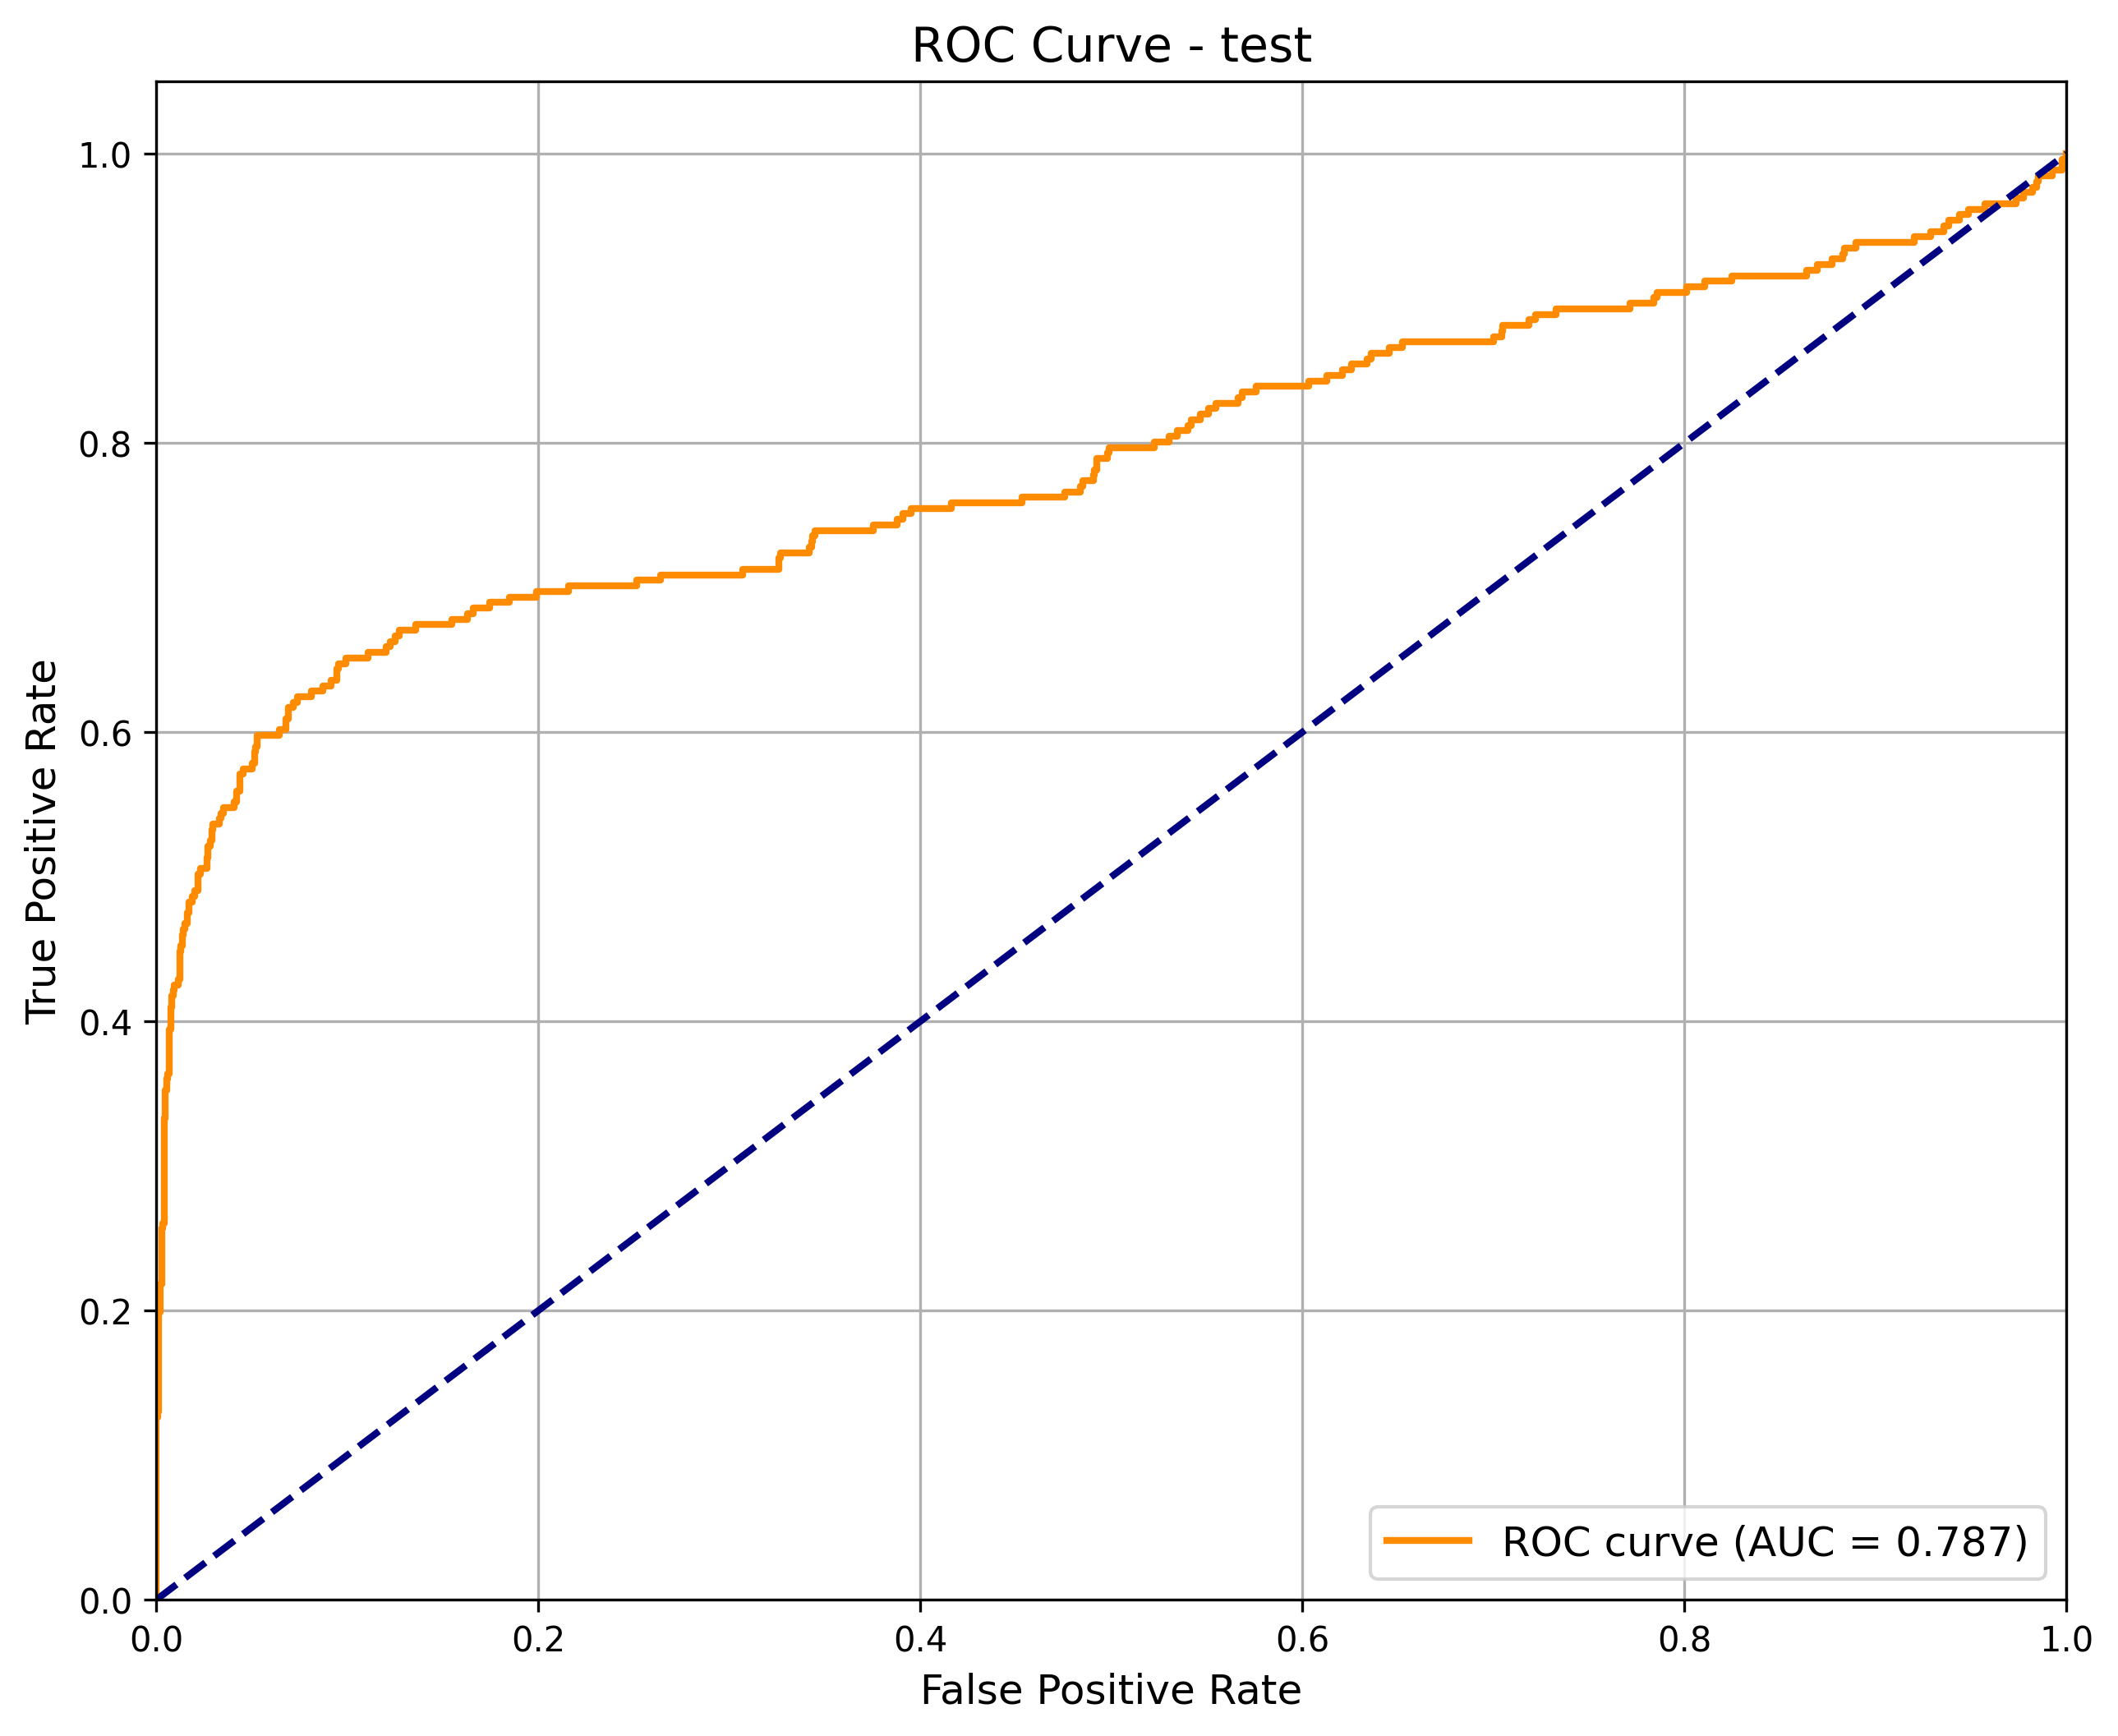 ROC Curve - test
True Positive Rate
1.0
0.8
0.6
0.4
0.2
0.0
0.0 0.2 0.4 0.6 0.8 1.0
False Positive Rate
ROC curve (AUC = 0.787)